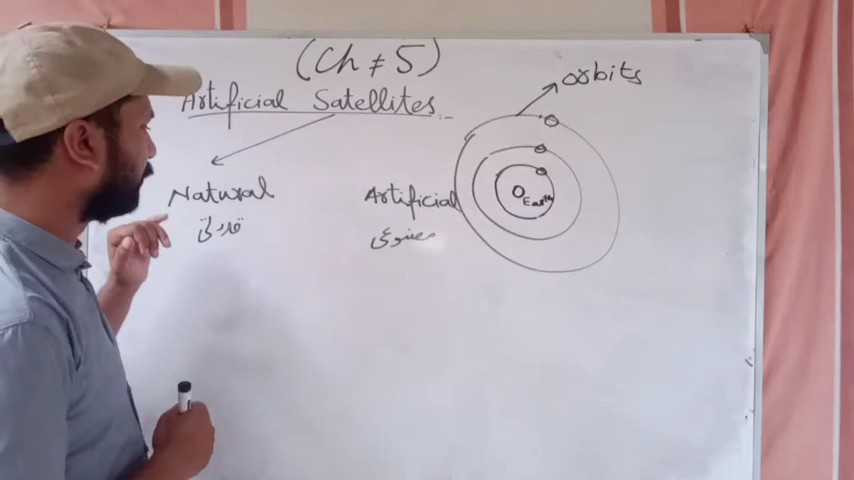 (Ch # 5)
orbits
Artificial Satellites
Natural
Artificial
Earth
قدرتی
مصنوعی